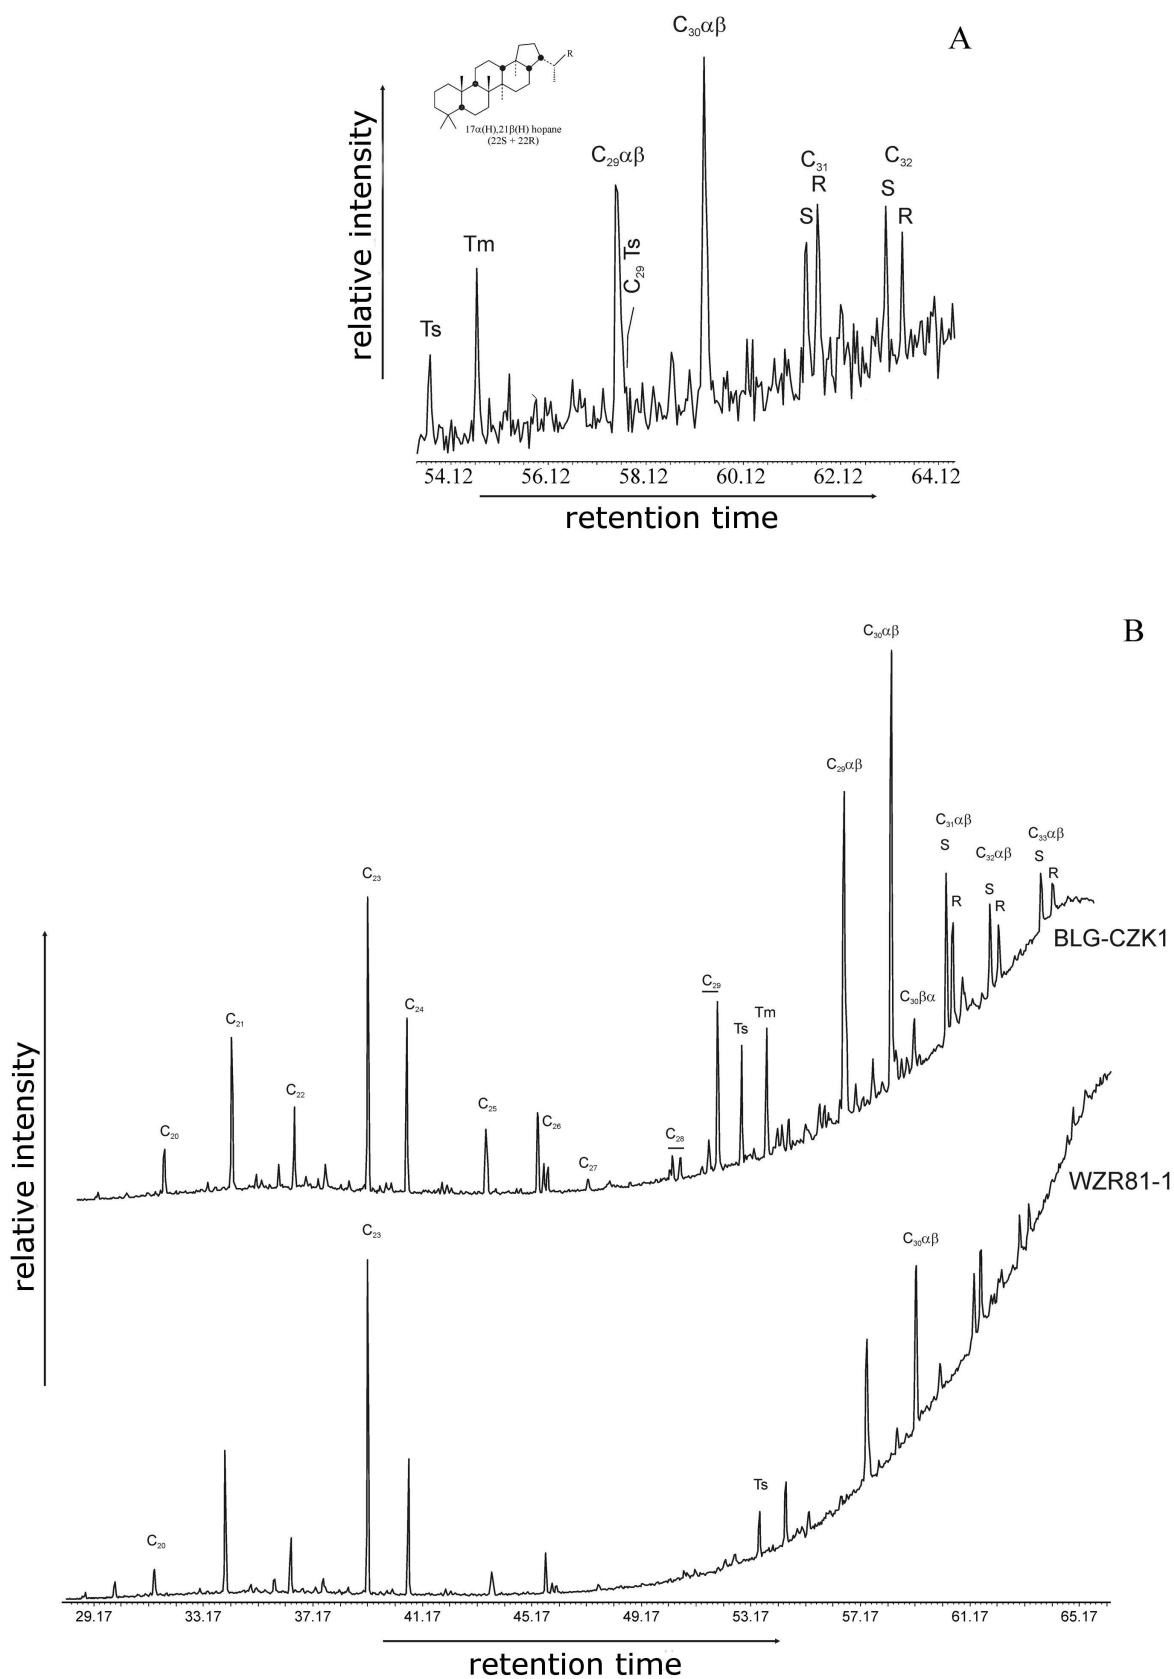 A
C30αβ
R
17α(H),21β(H) hopane
(22S + 22R)
C29αβ
C31
C32
R
S
S
R
Tm
C29 Ts
Ts
relative intensity
54.12 56.12 58.12 60.12 62.12 64.12
retention time
B
C30αβ
C29αβ
C31αβ
S
C33αβ
C32αβ
S
R
C23
S
R
R
BLG-CZK1
C29
C30βα
C24
Tm
C21
Ts
C22
C25
C26
C20
C28
C27
WZR81-1
relative intensity
C23
C30αβ
Ts
C20
29.17 33.17 37.17 41.17 45.17 49.17 53.17 57.17 61.17 65.17
retention time